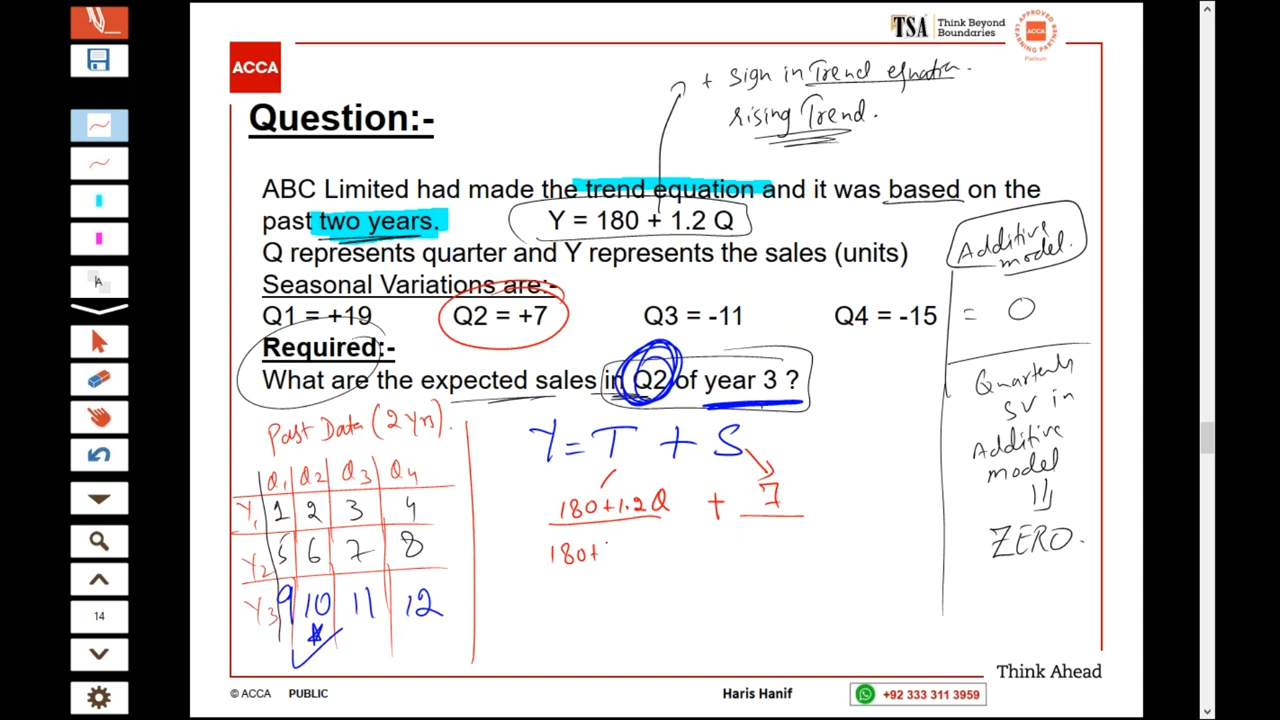 TSA Think Beyond
Boundaries
APPROVED
LEARNING PARTNER
ACCA
Platinum
ACCA
+ sign in Trend equation.
rising Trend.
Question:-
ABC Limited had made the trend equation and it was based on the
past two years. Y = 180 + 1.2 Q
Q represents quarter and Y represents the sales (units)
Seasonal Variations are:-
Q1 = +19 Q2 = +7 Q3 = -11 Q4 = -15
Required:-
What are the expected sales in Q2 of year 3 ?
Additive
model.
= 0
Quarterly
SV in
Additive
model
ZERO.
Past Data (2 Yrs).
Q1 Q2 Q3 Q4
Y1 1 2 3 4
Y2 5 6 7 8
Y3 9 10 11 12
Y = T + S
180+1.2Q + 7
180+
Think Ahead
© ACCA PUBLIC Haris Hanif +92 333 311 3959
A
14